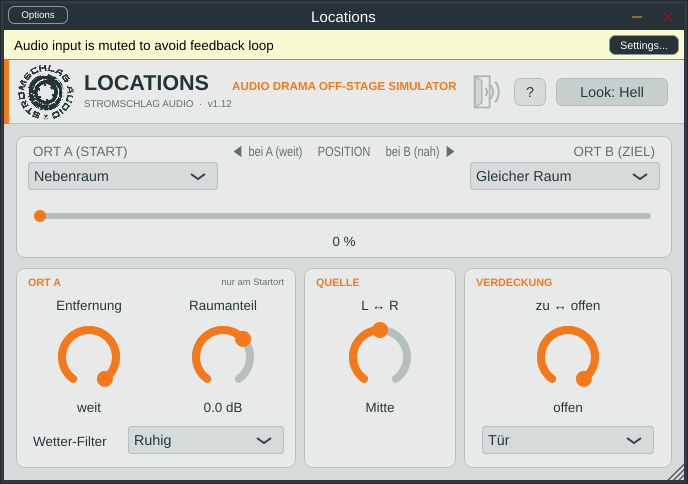 Options
Locations
Audio input is muted to avoid feedback loop
Settings...
STROMSCHLAG AUDIO
LOCATIONS
AUDIO DRAMA OFF-STAGE SIMULATOR
STROMSCHLAG AUDIO · v1.12
?
Look: Hell
ORT A (START)
◀ bei A (weit) POSITION bei B (nah) ▶
ORT B (ZIEL)
Nebenraum
Gleicher Raum
0 %
ORT A
nur am Startort
Entfernung
Raumanteil
weit
0.0 dB
Wetter-Filter
Ruhig
QUELLE
L ↔ R
Mitte
VERDECKUNG
zu ↔ offen
offen
Tür